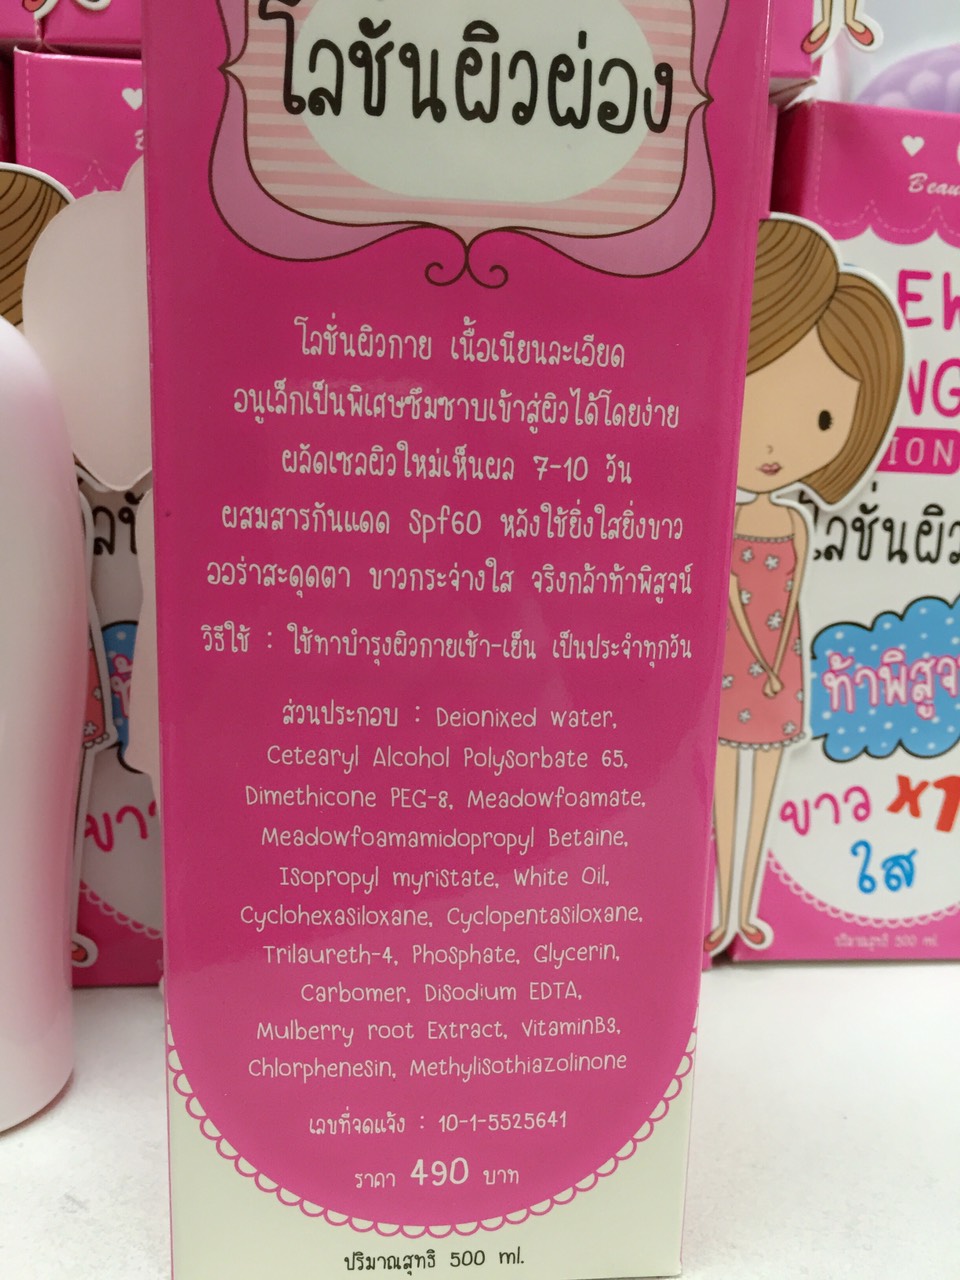 โลชั่นผิวผ่อง
โลชั่นผิวกาย เนื้อเนียนละเอียด
อนูเล็กเป็นพิเศษซึมซาบเข้าสู่ผิวได้โดยง่าย
ผลัดเซลผิวใหม่เห็นผล 7-10 วัน
ผสมสารกันแดด Spf60 หลังใช้ยิ่งใสยิ่งขาว
ออร่าสะดุดตา ขาวกระจ่างใส จริงกล้าท้าพิสูจน์
วิธีใช้ : ใช้ทาบำรุงผิวกายเช้า-เย็น เป็นประจำทุกวัน
ส่วนประกอบ : Deionixed water,
Cetearyl Alcohol Polysorbate 65,
Dimethicone PEG-8, Meadowfoamate,
Meadowfoamamidopropyl Betaine,
Isopropyl myristate, White Oil,
Cyclohexasiloxane, Cyclopentasiloxane,
Trilaureth-4, Phosphate, Glycerin,
Carbomer, Disodium EDTA,
Mulberry root Extract, VitaminB3,
Chlorphenesin, Methylisothiazolinone
เลขที่จดแจ้ง : 10-1-5525641
ราคา 490 บาท
ปริมาณสุทธิ 500 ml.
ขาว x1
ใส
ปริมาณสุทธิ 500 ml.